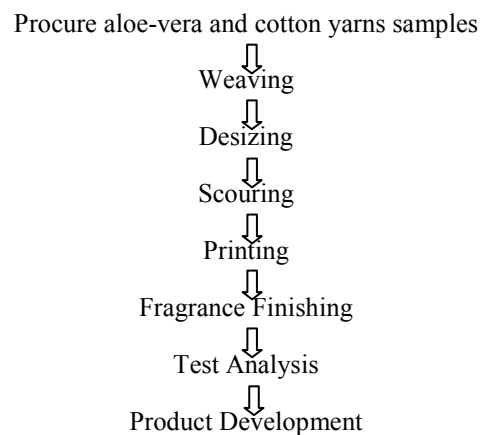 Procure aloe-vera and cotton yarns samples
Weaving
Desizing
Scouring
Printing
Fragrance Finishing
Test Analysis
Product Development